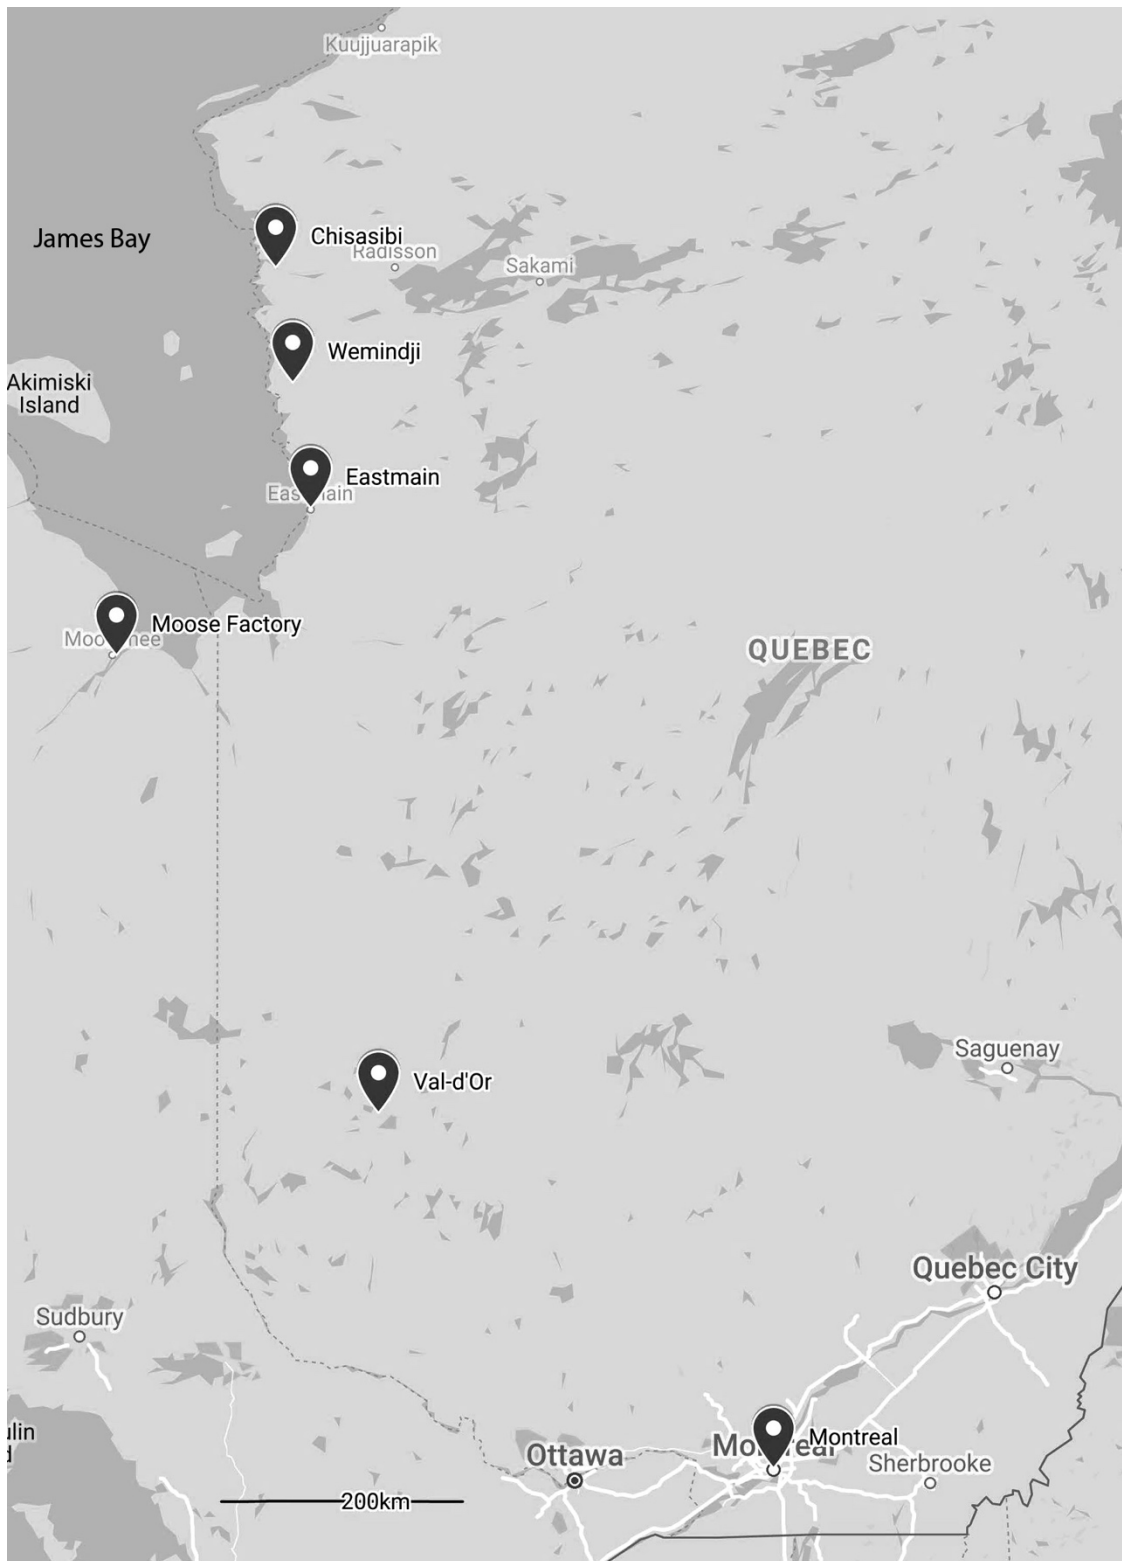 Kuujjuarapik
James Bay
Chisasibi
Radisson
Sakami
Wemindji
Akimiski
Island
Eastmain
Moose Factory
QUEBEC
Val-d'Or
Saguenay
Quebec City
Sudbury
Montreal
Ottawa
Sherbrooke
200km